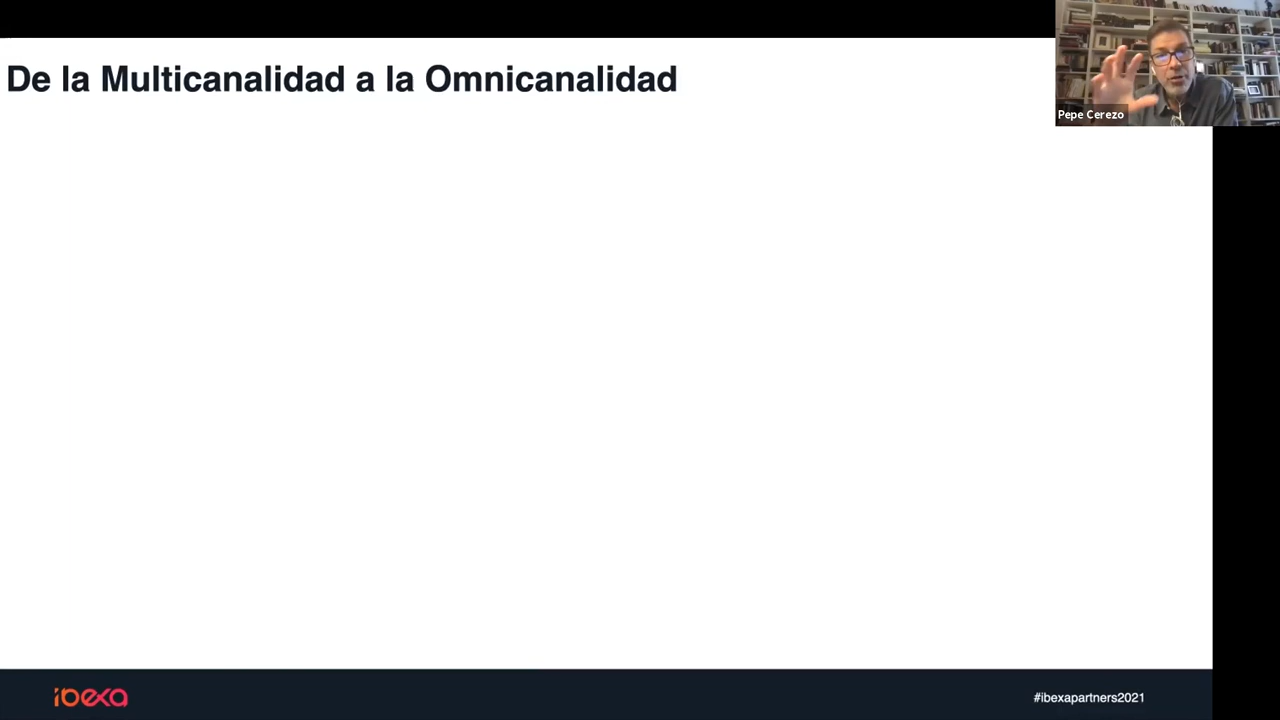 De la Multicanalidad a la Omnicanalidad
Pepe Cerezo
ibexa
#ibexapartners2021